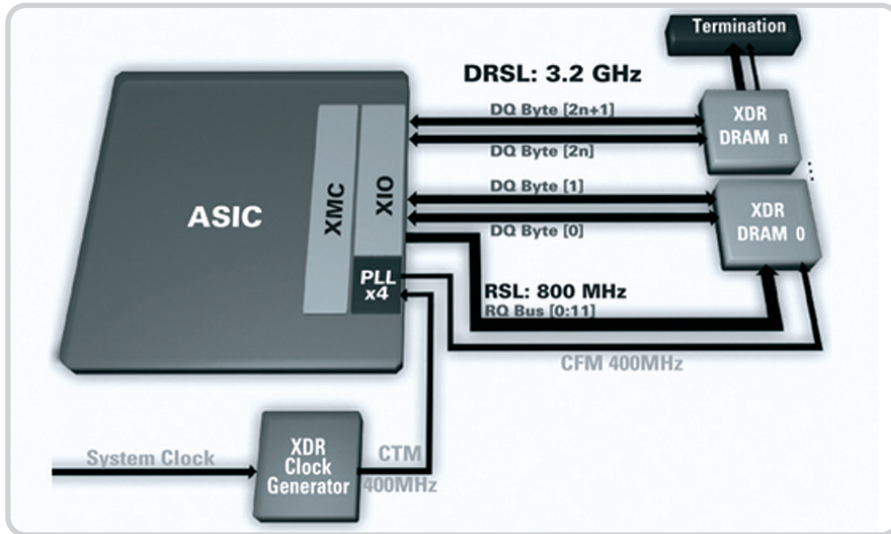 Termination
DRSL: 3.2 GHz
DQ Byte [2n+1]
XDR
DRAM n
DQ Byte [2n]
DQ Byte [1]
XDR
DRAM 0
DQ Byte [0]
ASIC
XMC
XIO
PLL
x4
RSL: 800 MHz
RQ Bus [0:11]
CFM 400MHz
System Clock
XDR
Clock
Generator
CTM
400MHz